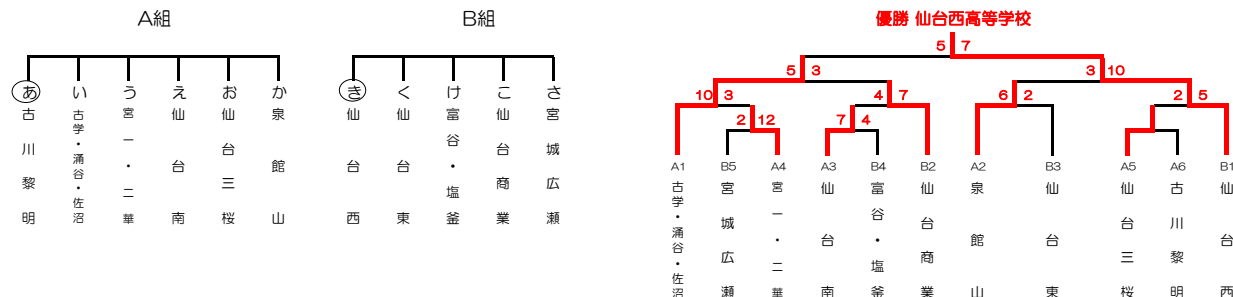 A組
B組
あ い う え お か
古川黎明
古学・涌谷・佐沼
宮一・二華
仙台南
仙台三桜
泉館山
き く け こ さ
仙台西
仙台東
富谷・塩釜
仙台商業
宮城広瀬
優勝 仙台西高等学校
5 7
5 3 3 10
10 3 4 7 6 2 2 5
2 12 7 4
A1 B5 A4 A3 B4 B2 A2 B3 A5 A6 B1
古学・涌谷・佐沼
宮城広瀬
宮一・二華
仙台南
富谷・塩釜
仙台商業
泉館山
仙台東
仙台三桜
古川黎明
仙台西